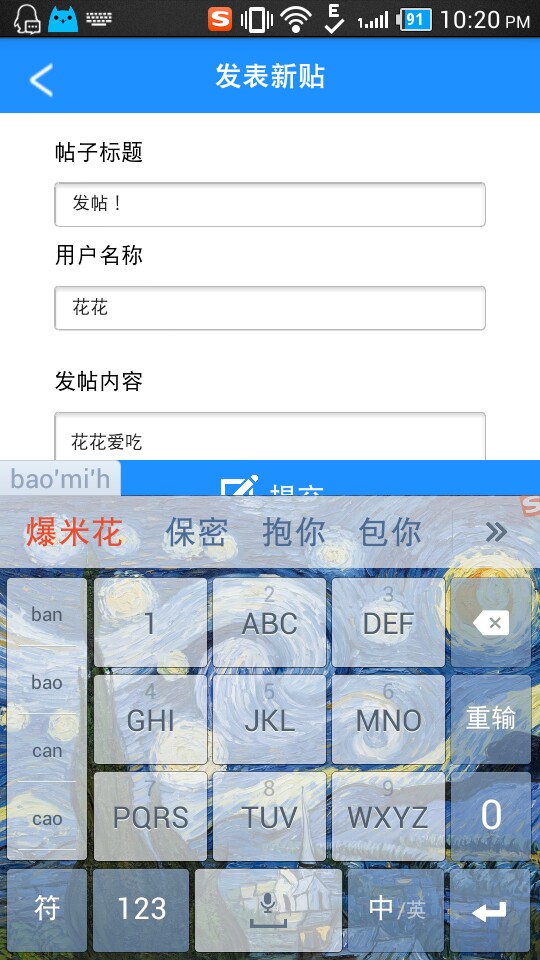 S E 91 10:20 PM
发表新贴
帖子标题
发帖！
用户名称
花花
发帖内容
花花爱吃
提交
bao'mi'h
爆米花 保密 抱你 包你
ban
bao
can
cao
1
2
ABC
3
DEF
4
GHI
5
JKL
6
MNO
重输
7
PQRS
8
TUV
9
WXYZ
0
符
123
中/英